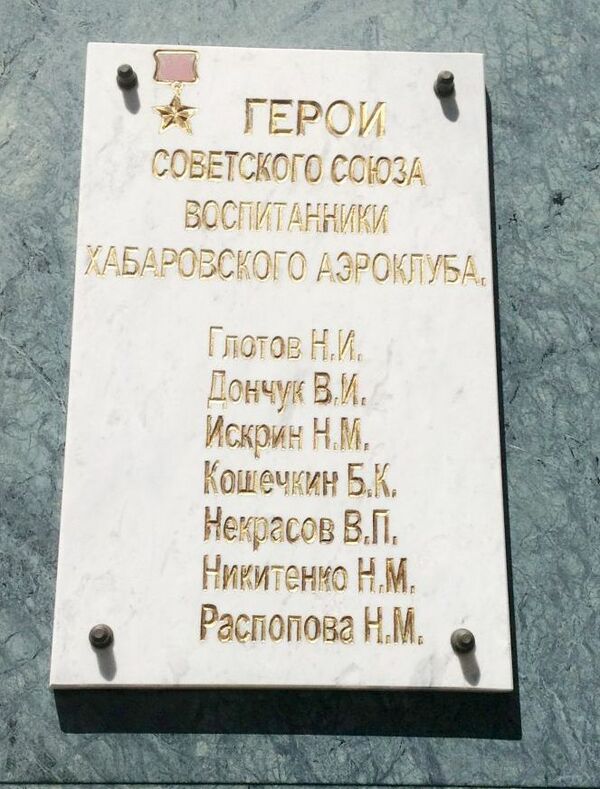 ГЕРОИ
СОВЕТСКОГО СОЮЗА
ВОСПИТАННИКИ
ХАБАРОВСКОГО АЭРОКЛУБА.
Глотов Н.И.
Дончук В.И.
Искрин Н.М.
Кошечкин Б.К.
Некрасов В.П.
Никитенко Н.М.
Распопова Н.М.